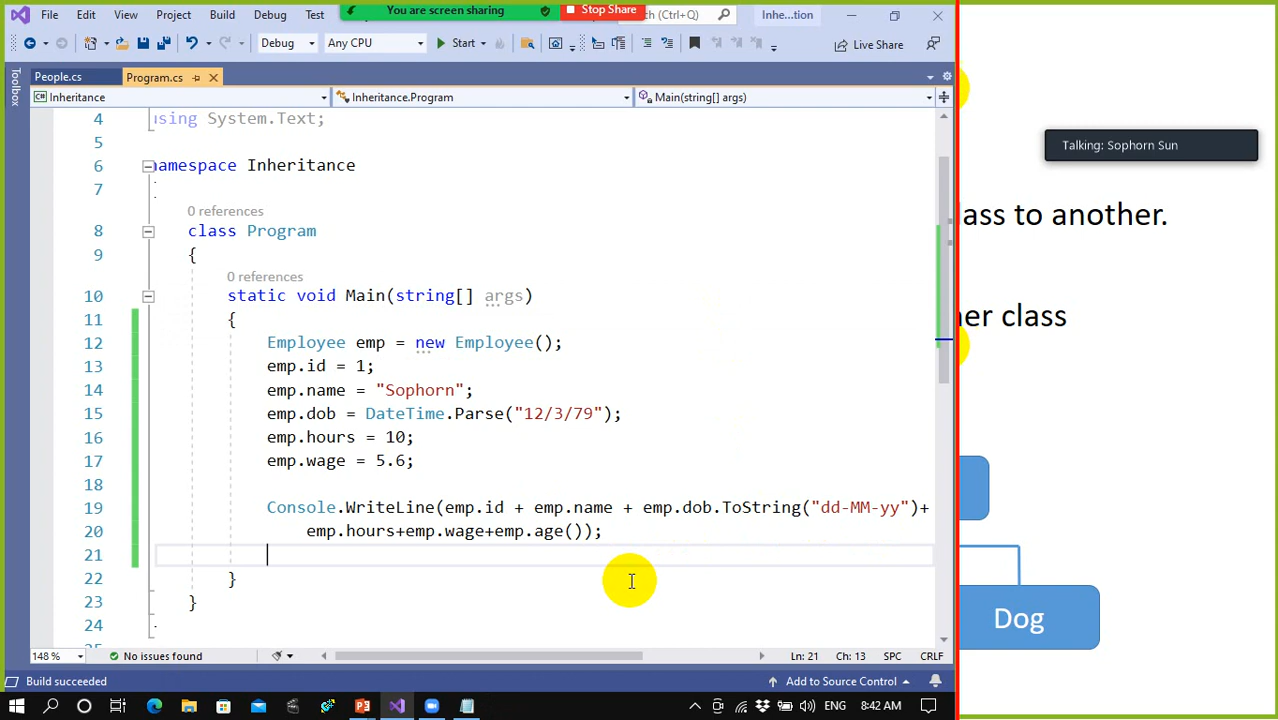 File Edit View Project Build Debug Test
You are screen sharing
Stop Share
ch (Ctrl+Q)
Inhe...tion
Debug
Any CPU
Start
Live Share
People.cs
Program.cs
Toolbox
Inheritance
Inheritance.Program
Main(string[] args)
4 using System.Text;
5
6 namespace Inheritance
7
0 references
8 class Program
9 {
0 references
10 static void Main(string[] args)
11 {
12 Employee emp = new Employee();
13 emp.id = 1;
14 emp.name = "Sophorn";
15 emp.dob = DateTime.Parse("12/3/79");
16 emp.hours = 10;
17 emp.wage = 5.6;
18
19 Console.WriteLine(emp.id + emp.name + emp.dob.ToString("dd-MM-yy")+
20 emp.hours+emp.wage+emp.age());
21
22 }
23 }
24
148 %
No issues found
Ln: 21 Ch: 13 SPC CRLF
Build succeeded
Add to Source Control
Talking: Sophorn Sun
lass to another.
her class
Dog
ENG
8:42 AM